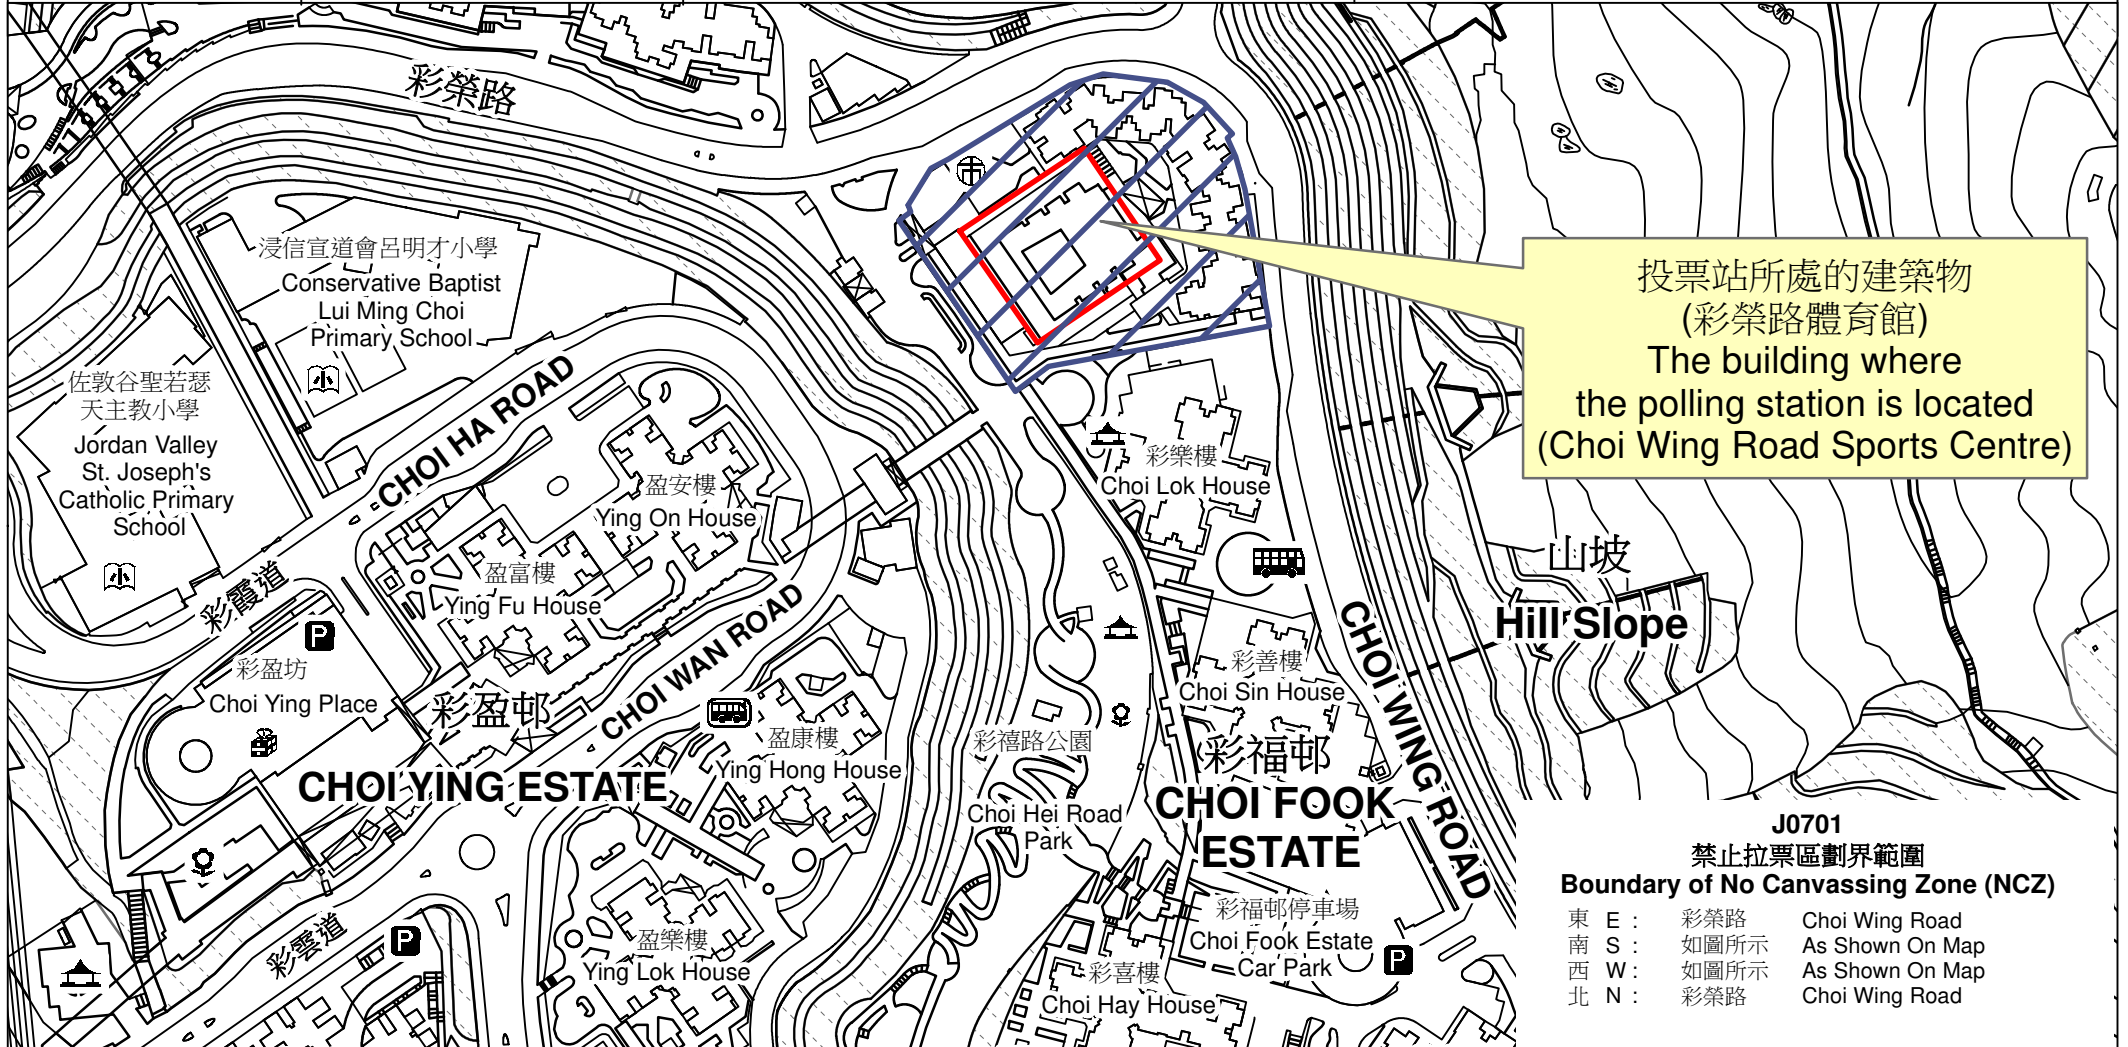 彩榮路
浸信宣道會呂明才小學
Conservative Baptist
Lui Ming Choi
Primary School
佐敦谷聖若瑟
天主教小學
Jordan Valley
St. Joseph's
Catholic Primary
School
CHOI HA ROAD
彩霞道
盈安樓
Ying On House
盈富樓
Ying Fu House
P
彩盈坊
Choi Ying Place
彩盈邨
CHOI YING ESTATE
CHOI WAN ROAD
盈康樓
Ying Hong House
彩雲道
P
盈樂樓
Ying Lok House
彩樂樓
Choi Lok House
彩善樓
Choi Sin House
彩禧路公園
Choi Hei Road
Park
彩福邨
CHOI FOOK
ESTATE
CHOI WING ROAD
彩福邨停車場
Choi Fook Estate
Car Park
P
彩喜樓
Choi Hay House
山坡
Hill Slope
投票站所處的建築物
(彩榮路體育館)
The building where
the polling station is located
(Choi Wing Road Sports Centre)
J0701
禁止拉票區劃界範圍
Boundary of No Canvassing Zone (NCZ)
東 E : 彩榮路 Choi Wing Road
南 S : 如圖所示 As Shown On Map
西 W : 如圖所示 As Shown On Map
北 N : 彩榮路 Choi Wing Road